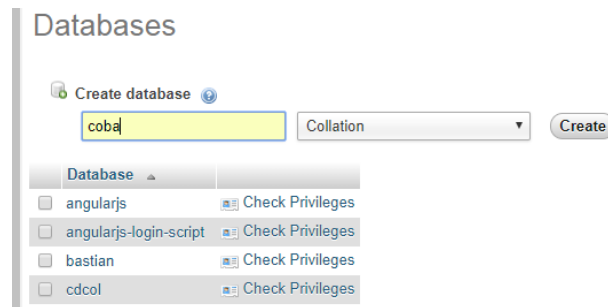 Databases
Create database
coba Collation Create
Database
angularjs Check Privileges
angularjs-login-script Check Privileges
bastian Check Privileges
cdcol Check Privileges